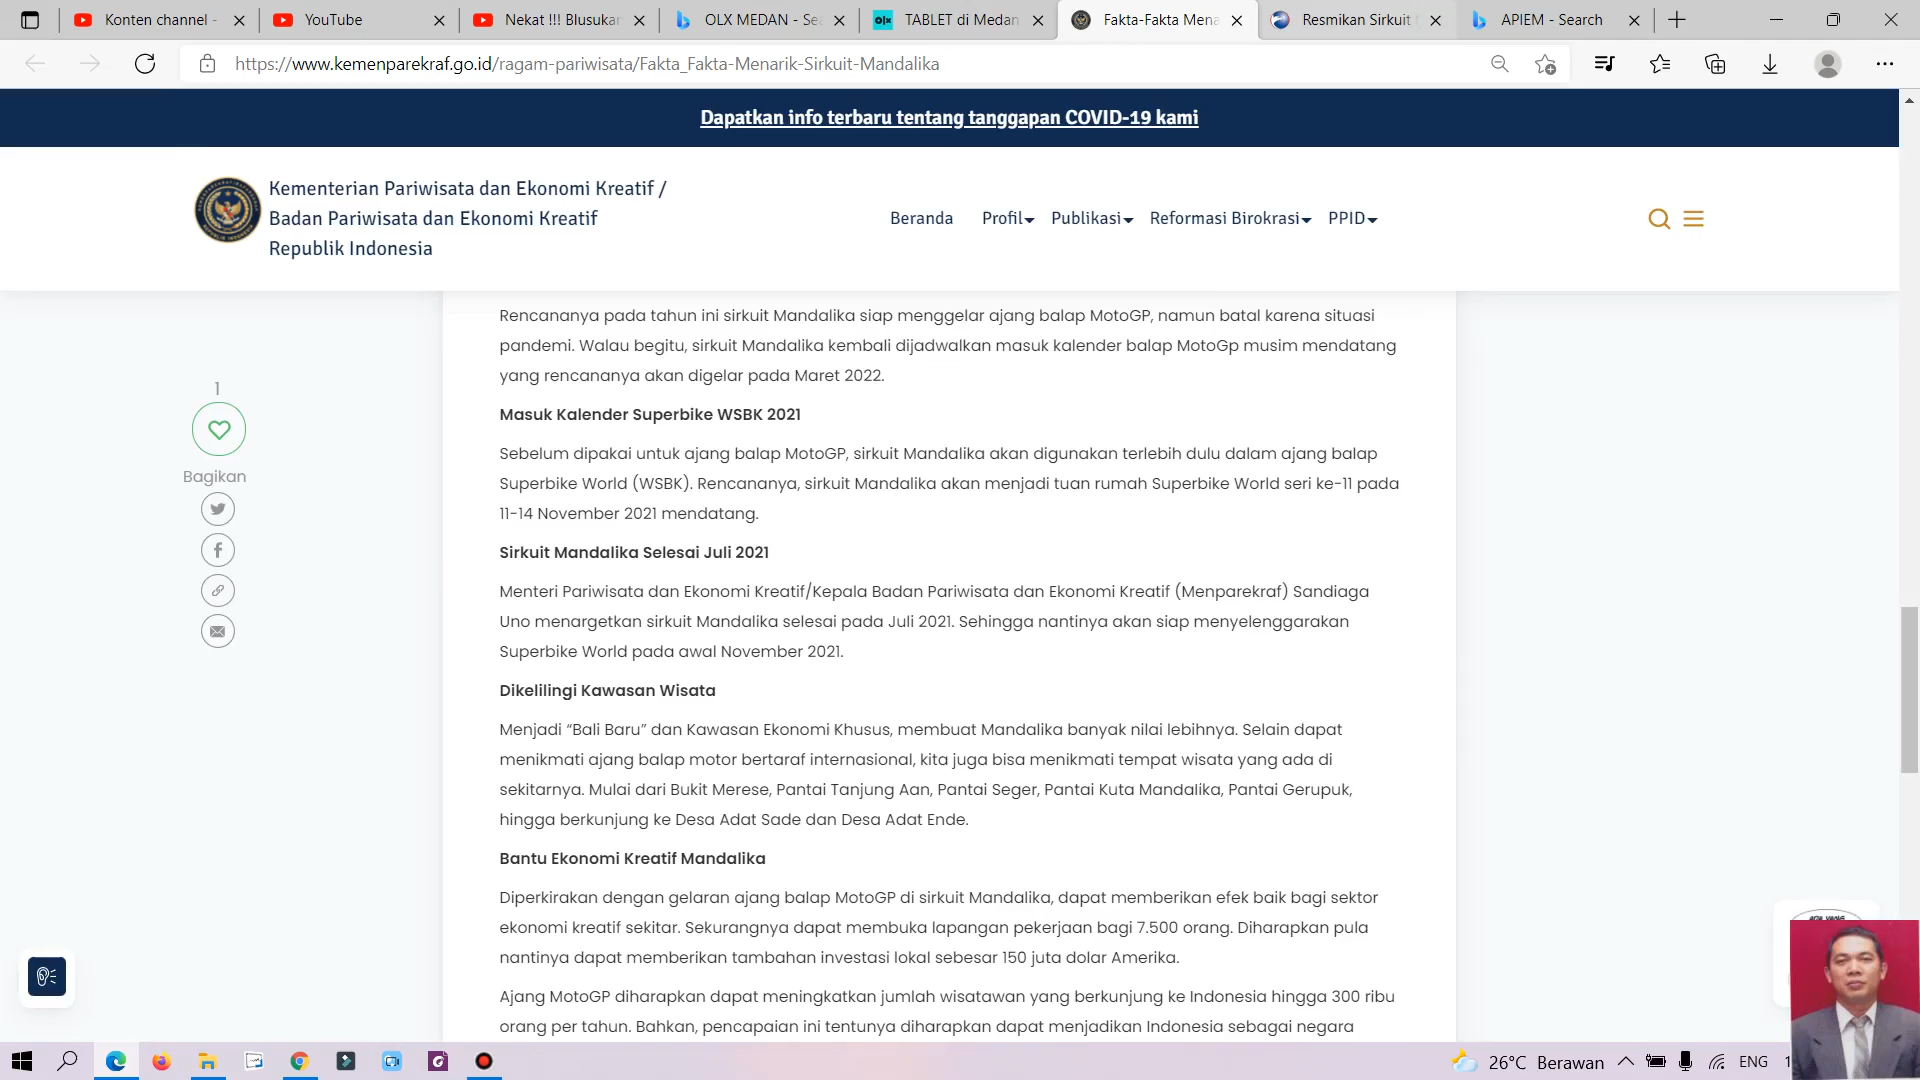 Konten channel -
YouTube
Nekat !!! Blusukan
OLX MEDAN - Sea
TABLET di Medan
Fakta-Fakta Mena
Resmikan Sirkuit
APIEM - Search
https://www.kemenparekraf.go.id/ragam-pariwisata/Fakta_Fakta-Menarik-Sirkuit-Mandalika
Dapatkan info terbaru tentang tanggapan COVID-19 kami
Kementerian Pariwisata dan Ekonomi Kreatif /
Badan Pariwisata dan Ekonomi Kreatif
Republik Indonesia
Beranda Profil Publikasi Reformasi Birokrasi PPID
Rencananya pada tahun ini sirkuit Mandalika siap menggelar ajang balap MotoGP, namun batal karena situasi
pandemi. Walau begitu, sirkuit Mandalika kembali dijadwalkan masuk kalender balap MotoGp musim mendatang
yang rencananya akan digelar pada Maret 2022.
1
Bagikan
Masuk Kalender Superbike WSBK 2021
Sebelum dipakai untuk ajang balap MotoGP, sirkuit Mandalika akan digunakan terlebih dulu dalam ajang balap
Superbike World (WSBK). Rencananya, sirkuit Mandalika akan menjadi tuan rumah Superbike World seri ke-11 pada
11-14 November 2021 mendatang.
Sirkuit Mandalika Selesai Juli 2021
Menteri Pariwisata dan Ekonomi Kreatif/Kepala Badan Pariwisata dan Ekonomi Kreatif (Menparekraf) Sandiaga
Uno menargetkan sirkuit Mandalika selesai pada Juli 2021. Sehingga nantinya akan siap menyelenggarakan
Superbike World pada awal November 2021.
Dikelilingi Kawasan Wisata
Menjadi “Bali Baru” dan Kawasan Ekonomi Khusus, membuat Mandalika banyak nilai lebihnya. Selain dapat
menikmati ajang balap motor bertaraf internasional, kita juga bisa menikmati tempat wisata yang ada di
sekitarnya. Mulai dari Bukit Merese, Pantai Tanjung Aan, Pantai Seger, Pantai Kuta Mandalika, Pantai Gerupuk,
hingga berkunjung ke Desa Adat Sade dan Desa Adat Ende.
Bantu Ekonomi Kreatif Mandalika
Diperkirakan dengan gelaran ajang balap MotoGP di sirkuit Mandalika, dapat memberikan efek baik bagi sektor
ekonomi kreatif sekitar. Sekurangnya dapat membuka lapangan pekerjaan bagi 7.500 orang. Diharapkan pula
nantinya dapat memberikan tambahan investasi lokal sebesar 150 juta dolar Amerika.
Ajang MotoGP diharapkan dapat meningkatkan jumlah wisatawan yang berkunjung ke Indonesia hingga 300 ribu
orang per tahun. Bahkan, pencapaian ini tentunya diharapkan dapat menjadikan Indonesia sebagai negara
26°C Berawan
ENG